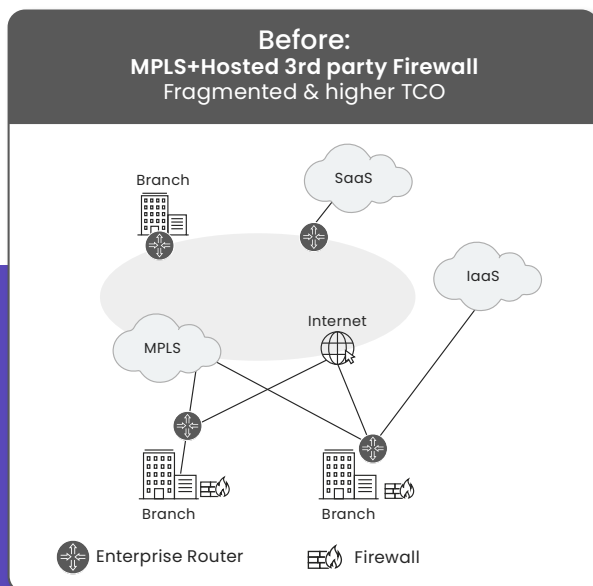 Before:
MPLS+Hosted 3rd party Firewall
Fragmented & higher TCO
Branch
SaaS
IaaS
Internet
MPLS
Branch
Branch
Enterprise Router
Firewall